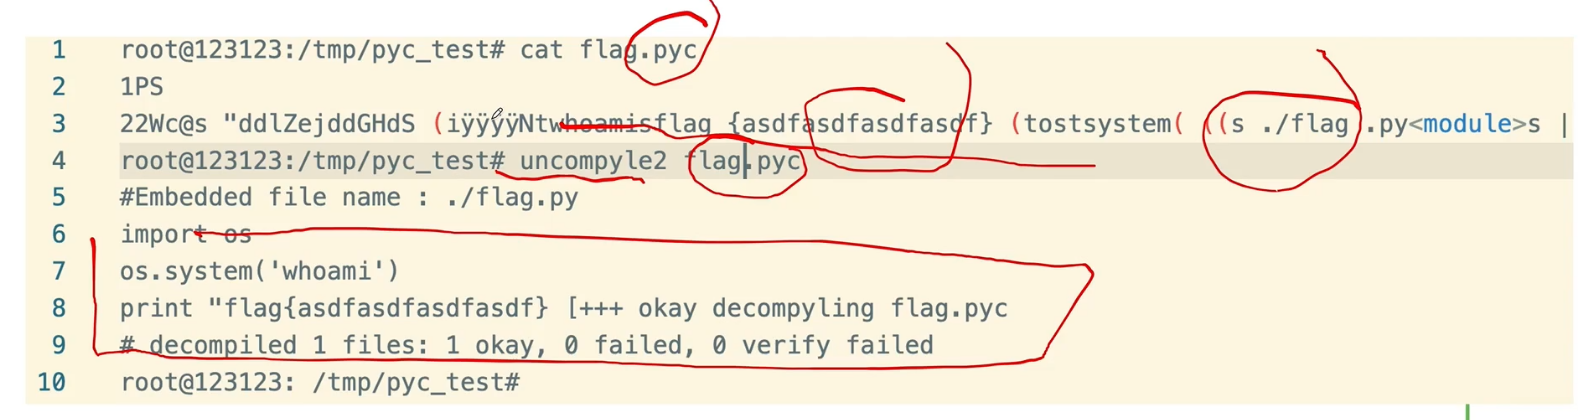 1 root@123123:/tmp/pyc_test# cat flag.pyc
2 1PS
3 22Wc@s "ddlZejddGHdS (iÿÿÿÿNtwhoamisflag {asdfasdfasdfasdf} (tostsystem( ((s ./flag .py<module>s |
4 root@123123:/tmp/pyc_test# uncompyle2 flag.pyc
5 #Embedded file name : ./flag.py
6 import os
7 os.system('whoami')
8 print "flag{asdfasdfasdfasdf} [+++ okay decompyling flag.pyc
9 # decompiled 1 files: 1 okay, 0 failed, 0 verify failed
10 root@123123: /tmp/pyc_test#